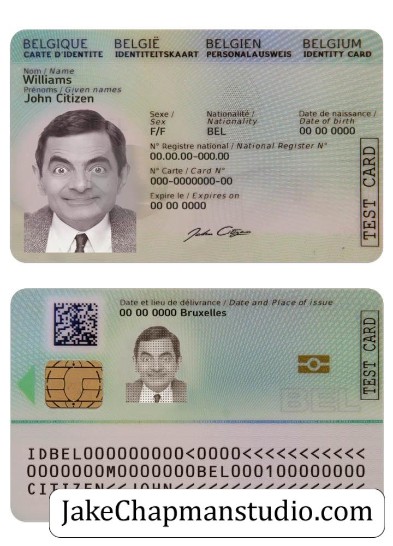 BELGIQUE BELGIË BELGIEN BELGIUM
CARTE D'IDENTITE IDENTITEITSKAART PERSONALAUSWEIS IDENTITY CARD
Nom / Name
Williams
Prénoms / Given names
John Citizen
Sexe / Nationalité / Date de naissance /
Sex Nationality Date of birth
F/F BEL 00 00 0000
N° Registre national / National Register N°
00.00.00-000.00
N° Carte / Card N°
000-0000000-00
Expire le / Expires on
00 00 0000
John Citizen
TEST CARD
Date et lieu de délivrance / Date and Place of issue
00 00 0000 Bruxelles
TEST CARD
BEL
IDBEL000000000<0000<<<<<<<<<<<
0000000M0000000BEL000100000000
CITIZEN<<JOHN<<<<<<<<<<<<<<<<<
JakeChapmanstudio.com